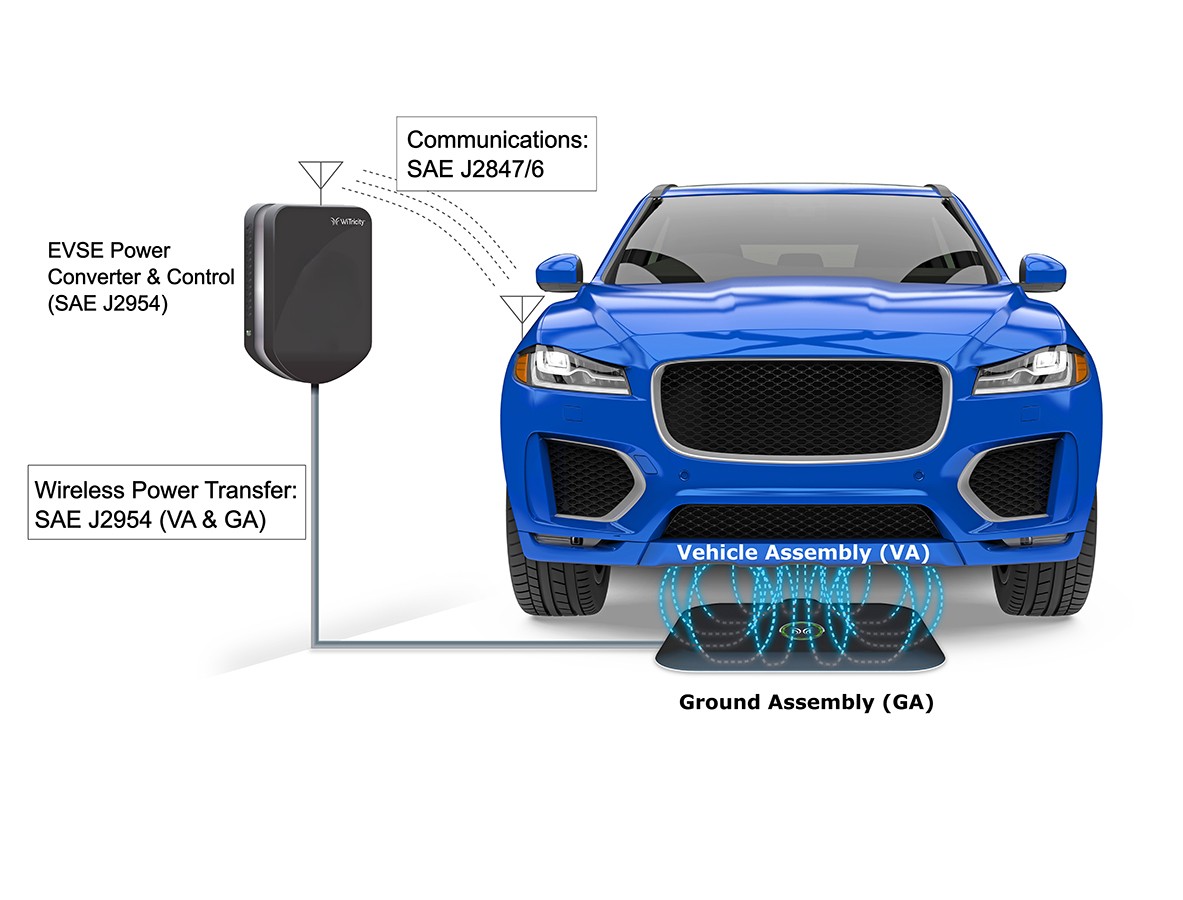 Communications:
SAE J2847/6
WiTricity
EVSE Power
Converter & Control
(SAE J2954)
Wireless Power Transfer:
SAE J2954 (VA & GA)
Vehicle Assembly (VA)
Ground Assembly (GA)